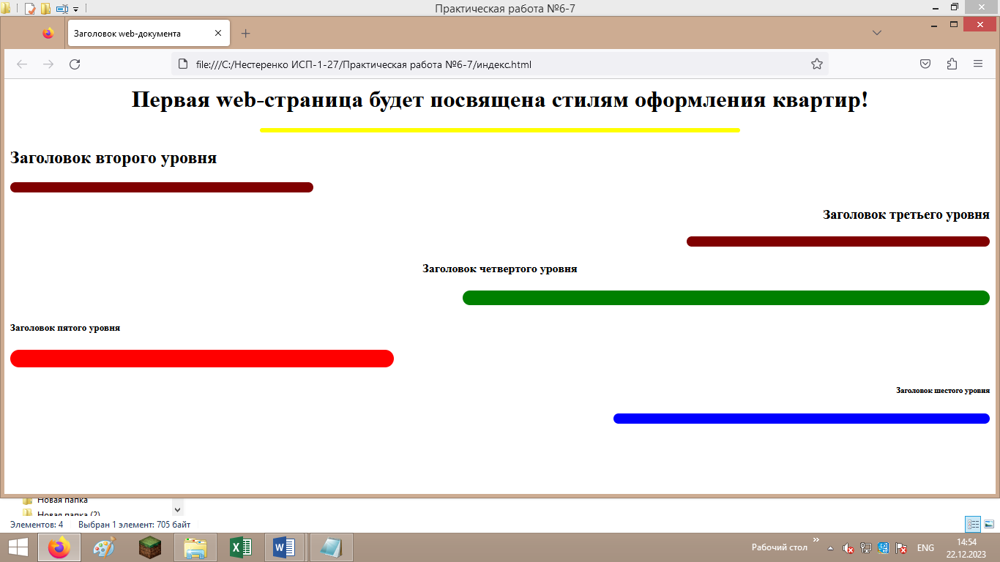 Практическая работа №6-7
Заголовок web-документа
file:///C:/Нестеренко ИСП-1-27/Практическая работа №6-7/индекс.html
Первая web-страница будет посвящена стилям оформления квартир!
Заголовок второго уровня
Заголовок третьего уровня
Заголовок четвертого уровня
Заголовок пятого уровня
Заголовок шестого уровня
Новая папка
Новая папка (2)
Элементов: 4 Выбран 1 элемент: 705 байт
Рабочий стол
ENG
14:54
22.12.2023